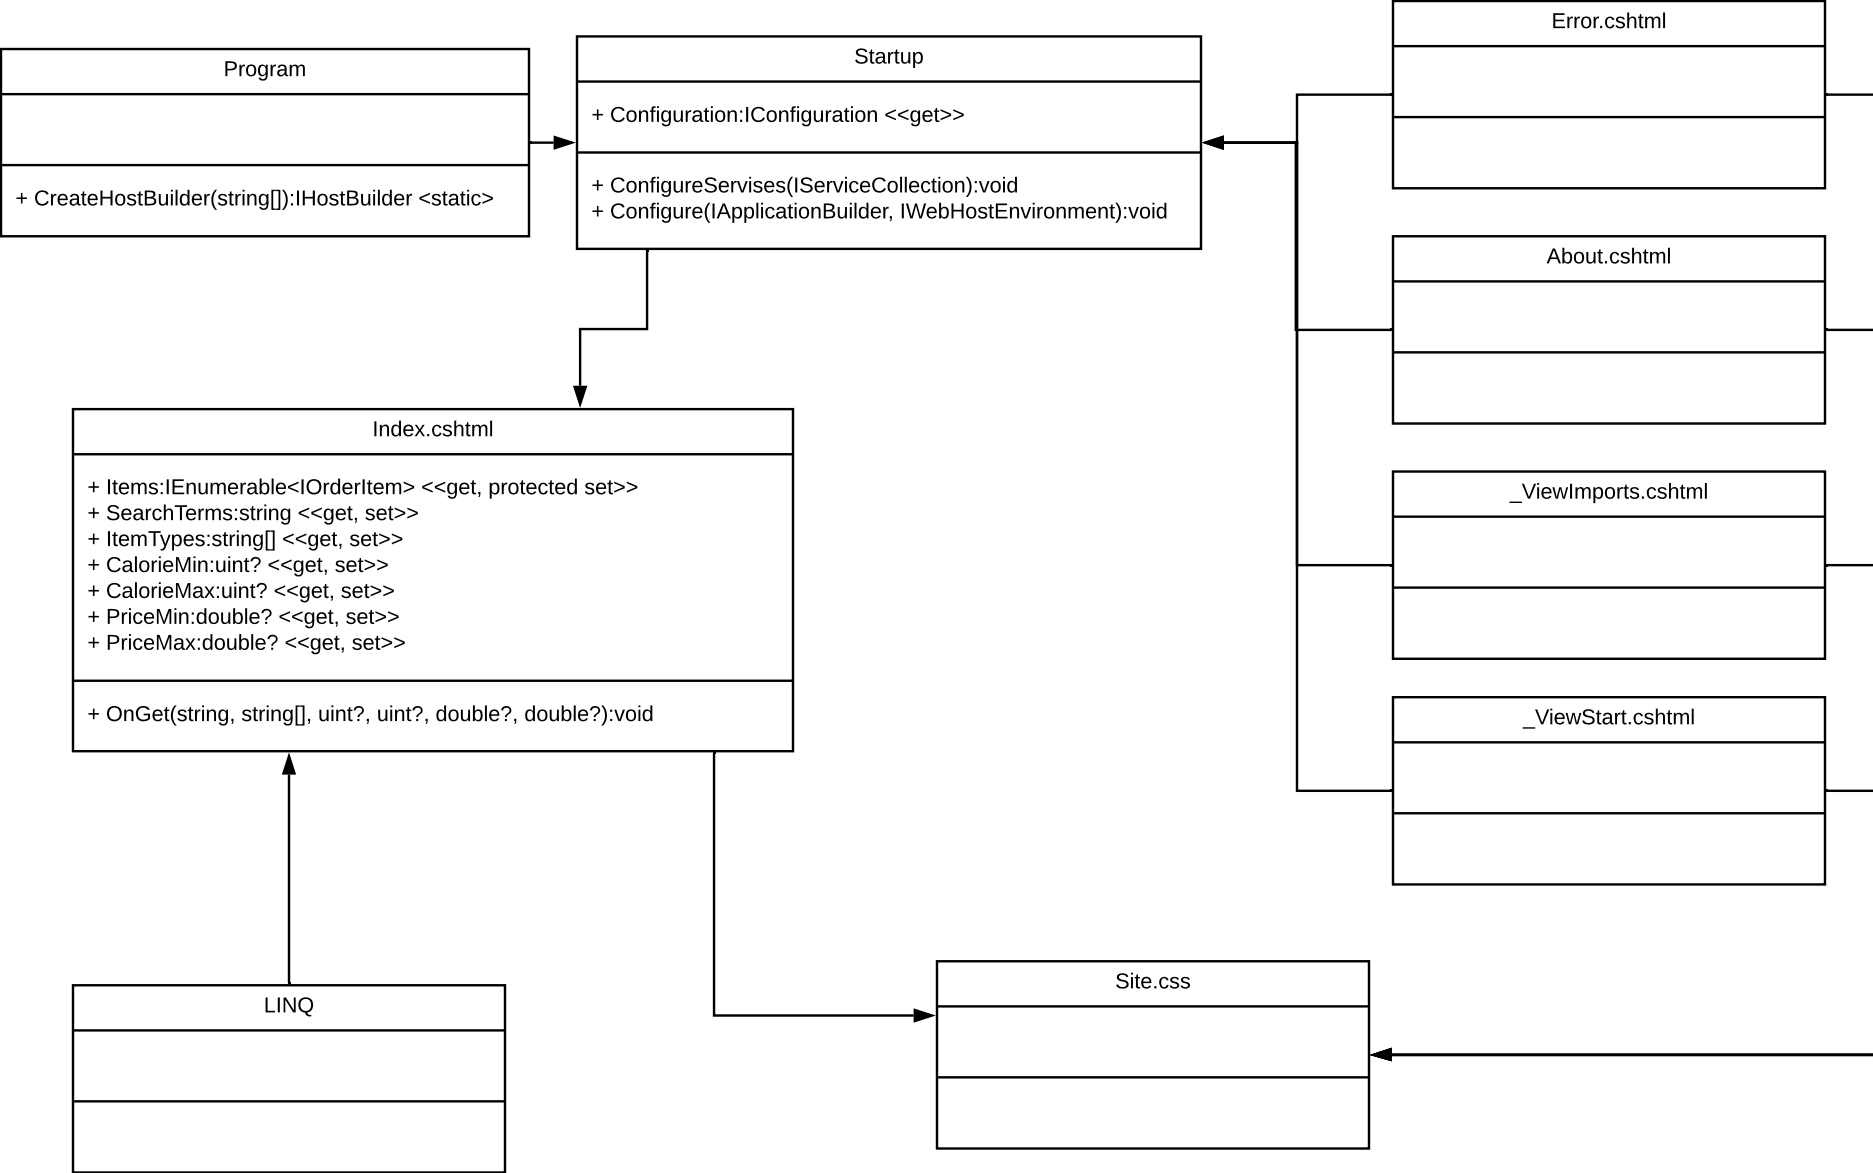 Program
+ CreateHostBuilder(string[]):IHostBuilder <static>
Startup
+ Configuration:IConfiguration <<get>>
+ ConfigureServises(IServiceCollection):void
+ Configure(IApplicationBuilder, IWebHostEnvironment):void
Error.cshtml
About.cshtml
_ViewImports.cshtml
_ViewStart.cshtml
Index.cshtml
+ Items:IEnumerable<IOrderItem> <<get, protected set>>
+ SearchTerms:string <<get, set>>
+ ItemTypes:string[] <<get, set>>
+ CalorieMin:uint? <<get, set>>
+ CalorieMax:uint? <<get, set>>
+ PriceMin:double? <<get, set>>
+ PriceMax:double? <<get, set>>
+ OnGet(string, string[], uint?, uint?, double?, double?):void
LINQ
Site.css